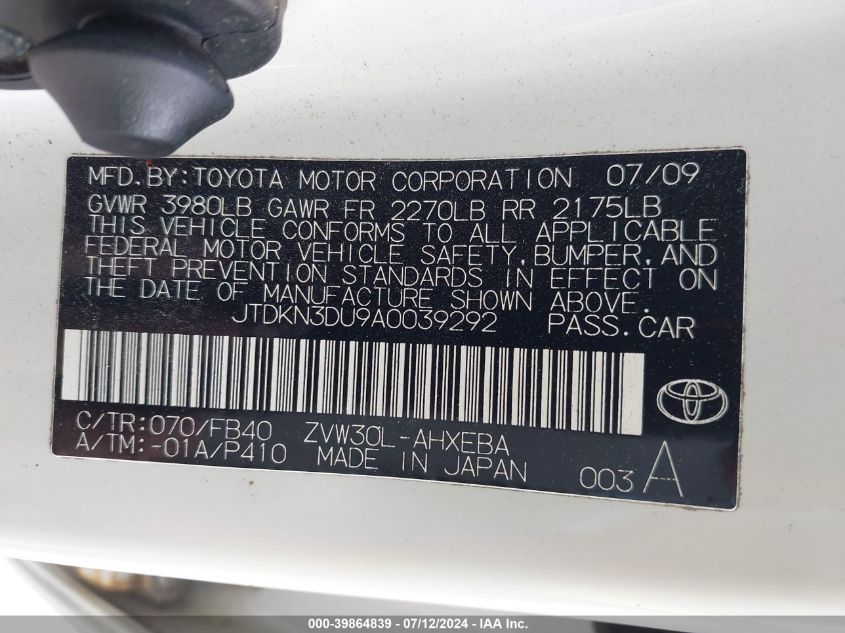 MFD.BY:TOYOTA MOTOR CORPORATION 07/09
GVWR 3980LB GAWR FR 2270LB RR 2175LB
THIS VEHICLE CONFORMS TO ALL APPLICABLE
FEDERAL MOTOR VEHICLE SAFETY,BUMPER,AND
THEFT PREVENTION STANDARDS IN EFFECT ON
THE DATE OF MANUFACTURE SHOWN ABOVE.
JTDKN3DU9A0039292 PASS.CAR
C/TR:070/FB40 ZVW30L-AHXEBA
A/TM:-01A/P410 MADE IN JAPAN 003 A
000-39864839 - 07/12/2024 - IAA Inc.